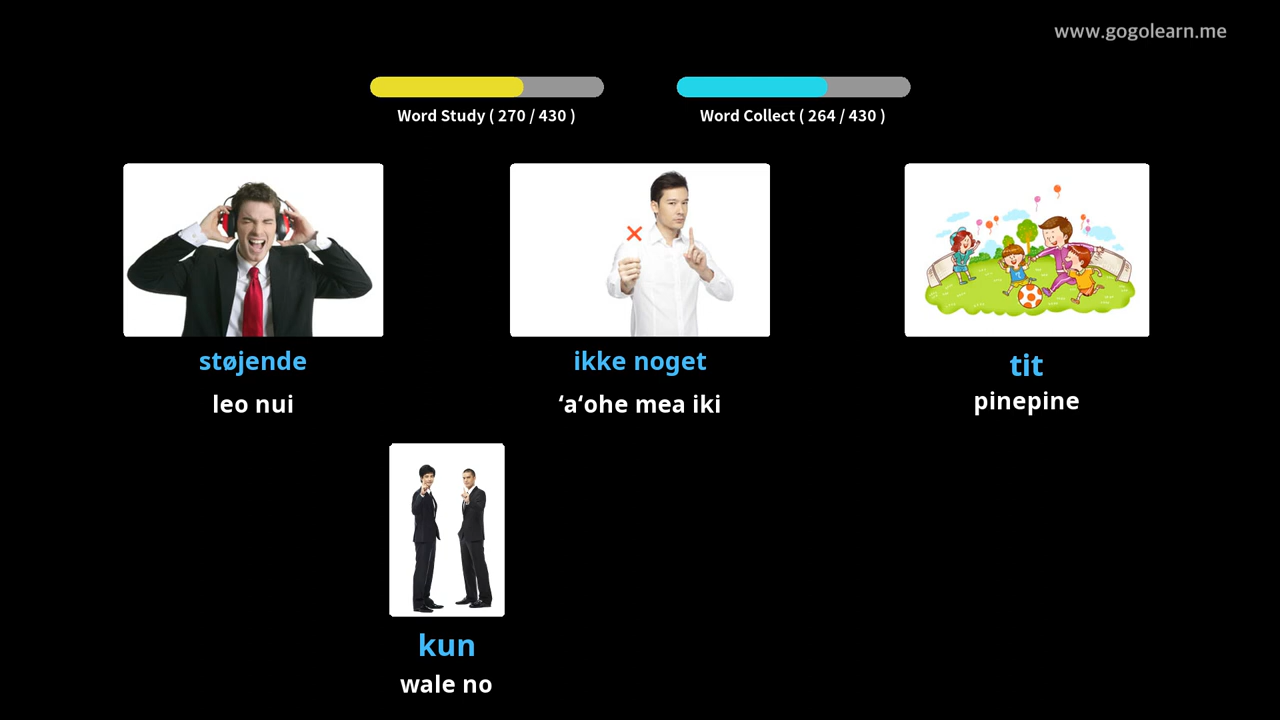 www.gogolearn.me
Word Study ( 270 / 430 )
Word Collect ( 264 / 430 )
støjende
leo nui
ikke noget
ʻaʻohe mea iki
tit
pinepine
kun
wale no